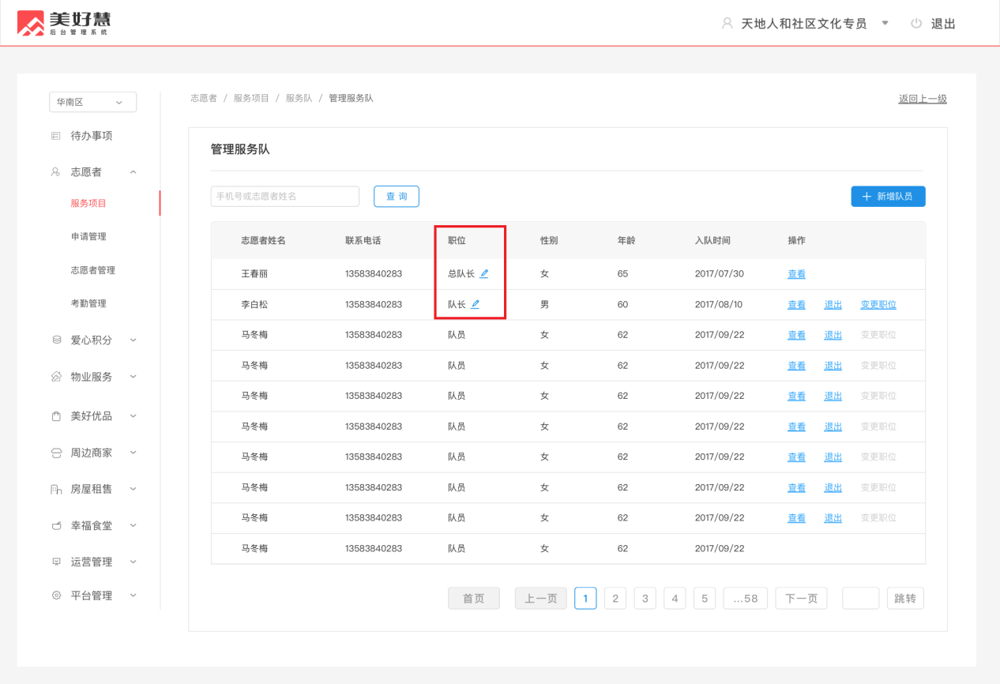 美好慧
后台管理系统
天地人和社区文化专员
退出
华南区
待办事项
志愿者
服务项目
申请管理
志愿者管理
考勤管理
爱心积分
物业服务
美好优品
周边商家
房屋租售
幸福食堂
运营管理
平台管理
志愿者 / 服务项目 / 服务队 / 管理服务队
返回上一级
管理服务队
手机号或志愿者姓名
查 询
+ 新增队员
志愿者姓名 联系电话 职位 性别 年龄 入队时间 操作
王春丽 13583840283 总队长 女 65 2017/07/30 查看
李白松 13583840283 队长 男 60 2017/08/10 查看 退出 变更职位
马冬梅 13583840283 队员 女 62 2017/09/22 查看 退出 变更职位
马冬梅 13583840283 队员 女 62 2017/09/22 查看 退出 变更职位
马冬梅 13583840283 队员 女 62 2017/09/22 查看 退出 变更职位
马冬梅 13583840283 队员 女 62 2017/09/22 查看 退出 变更职位
马冬梅 13583840283 队员 女 62 2017/09/22 查看 退出 变更职位
马冬梅 13583840283 队员 女 62 2017/09/22 查看 退出 变更职位
马冬梅 13583840283 队员 女 62 2017/09/22 查看 退出 变更职位
马冬梅 13583840283 队员 女 62 2017/09/22
首页 上一页 1 2 3 4 5 ...58 下一页 跳转